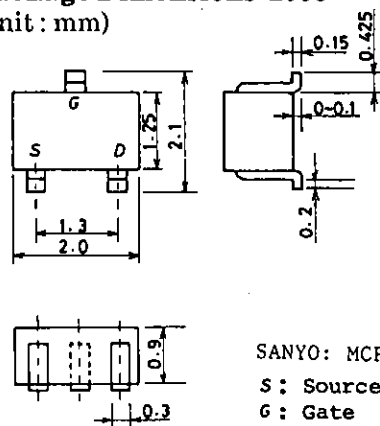 nit : mm)
G
S D
1.25
2.1
1.3
2.0
0.15
0.425
0~0.1
0.2
0.9
0.3
SANYO: MCP
S : Source
G : Gate